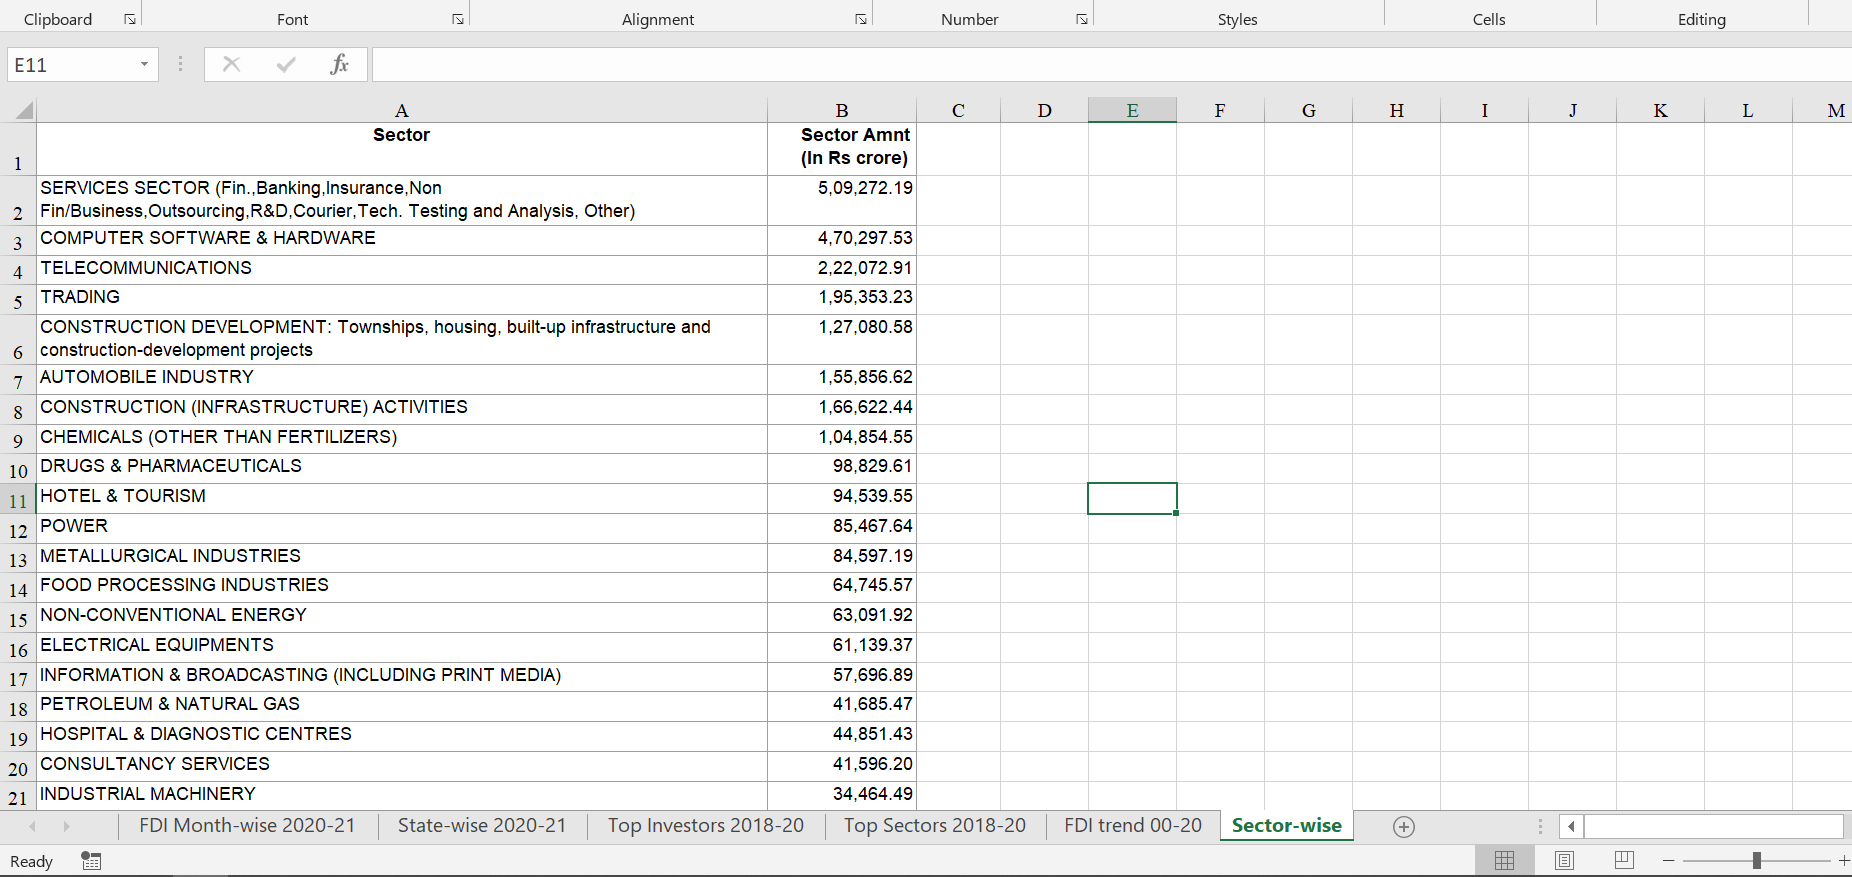 Clipboard Font Alignment Number Styles Cells Editing
E11 fx
A B C D E F G H I J K L M
1 Sector Sector Amnt
(In Rs crore)
2 SERVICES SECTOR (Fin.,Banking,Insurance,Non 5,09,272.19
Fin/Business,Outsourcing,R&D,Courier,Tech. Testing and Analysis, Other)
3 COMPUTER SOFTWARE & HARDWARE 4,70,297.53
4 TELECOMMUNICATIONS 2,22,072.91
5 TRADING 1,95,353.23
6 CONSTRUCTION DEVELOPMENT: Townships, housing, built-up infrastructure and 1,27,080.58
construction-development projects
7 AUTOMOBILE INDUSTRY 1,55,856.62
8 CONSTRUCTION (INFRASTRUCTURE) ACTIVITIES 1,66,622.44
9 CHEMICALS (OTHER THAN FERTILIZERS) 1,04,854.55
10 DRUGS & PHARMACEUTICALS 98,829.61
11 HOTEL & TOURISM 94,539.55
12 POWER 85,467.64
13 METALLURGICAL INDUSTRIES 84,597.19
14 FOOD PROCESSING INDUSTRIES 64,745.57
15 NON-CONVENTIONAL ENERGY 63,091.92
16 ELECTRICAL EQUIPMENTS 61,139.37
17 INFORMATION & BROADCASTING (INCLUDING PRINT MEDIA) 57,696.89
18 PETROLEUM & NATURAL GAS 41,685.47
19 HOSPITAL & DIAGNOSTIC CENTRES 44,851.43
20 CONSULTANCY SERVICES 41,596.20
21 INDUSTRIAL MACHINERY 34,464.49
FDI Month-wise 2020-21 State-wise 2020-21 Top Investors 2018-20 Top Sectors 2018-20 FDI trend 00-20 Sector-wise
Ready